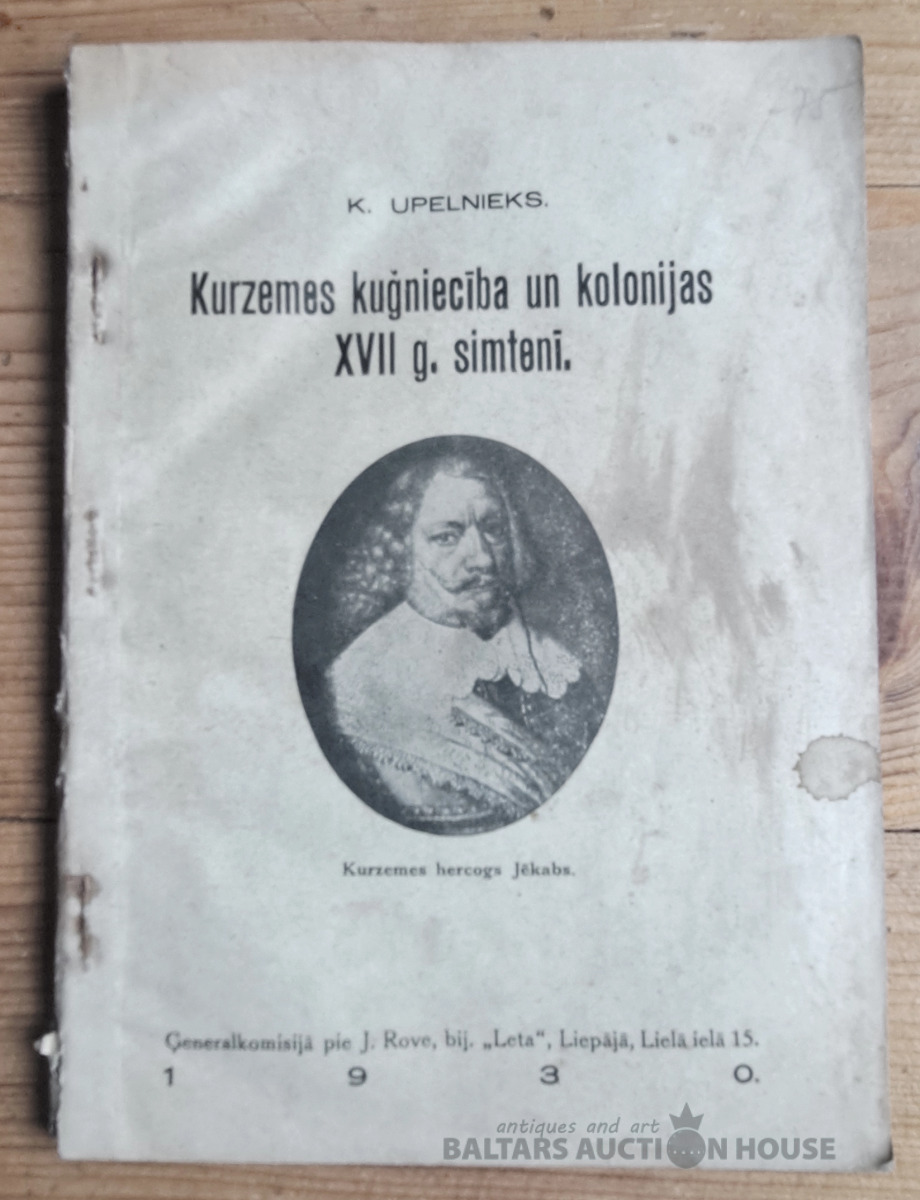 K. UPELNIEKS.
Kurzemes kuģniecība un kolonijas
XVII g. simtenī.
Kurzemes hercogs Jēkabs.
Ģeneralkomisijā pie J. Rove, bij. „Leta“, Liepājā, Lielā ielā 15.
1 9 3 0.
antiques and art
BALTARS AUCTION HOUSE